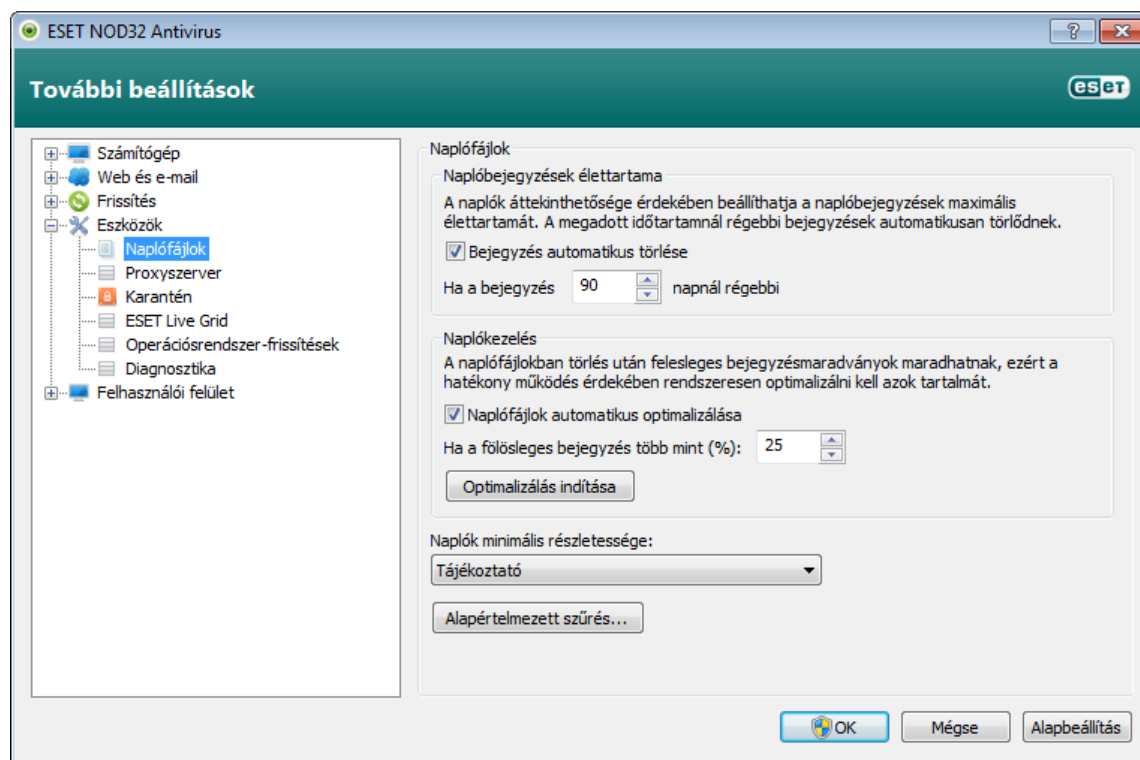 ESET NOD32 Antivirus
További beállítások
eset
Számítógép
Web és e-mail
Frissítés
Eszközök
Naplófájlok
Proxyszerver
Karantén
ESET Live Grid
Operációsrendszer-frissítések
Diagnosztika
Felhasználói felület
Naplófájlok
Naplóbejegyzések élettartama
A naplók áttekinthetősége érdekében beállíthatja a naplóbejegyzések maximális
élettartamát. A megadott időtartamnál régebbi bejegyzések automatikusan törlődnek.
Bejegyzés automatikus törlése
Ha a bejegyzés 90 napnál régebbi
Naplókezelés
A naplófájlokban törlés után felesleges bejegyzésmaradványok maradhatnak, ezért a
hatékony működés érdekében rendszeresen optimalizálni kell azok tartalmát.
Naplófájlok automatikus optimalizálása
Ha a fölösleges bejegyzés több mint (%): 25
Optimalizálás indítása
Naplók minimális részletessége:
Tájékoztató
Alapértelmezett szűrés...
OK Mégse Alapbeállítás